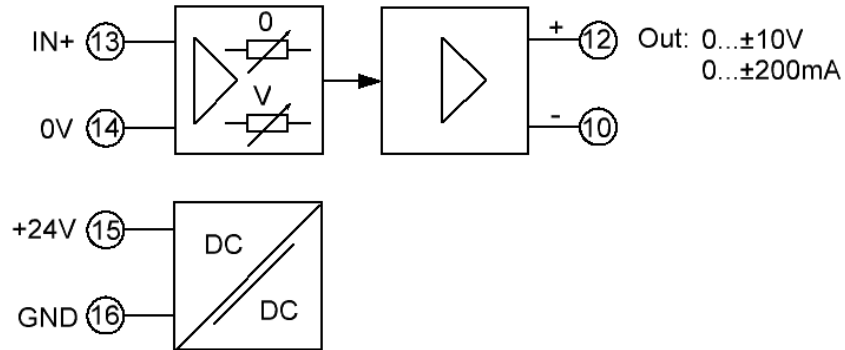 IN+ 13
0
V
0V 14
+ 12 Out: 0...±10V
0...±200mA
- 10
+24V 15
DC
GND 16
DC